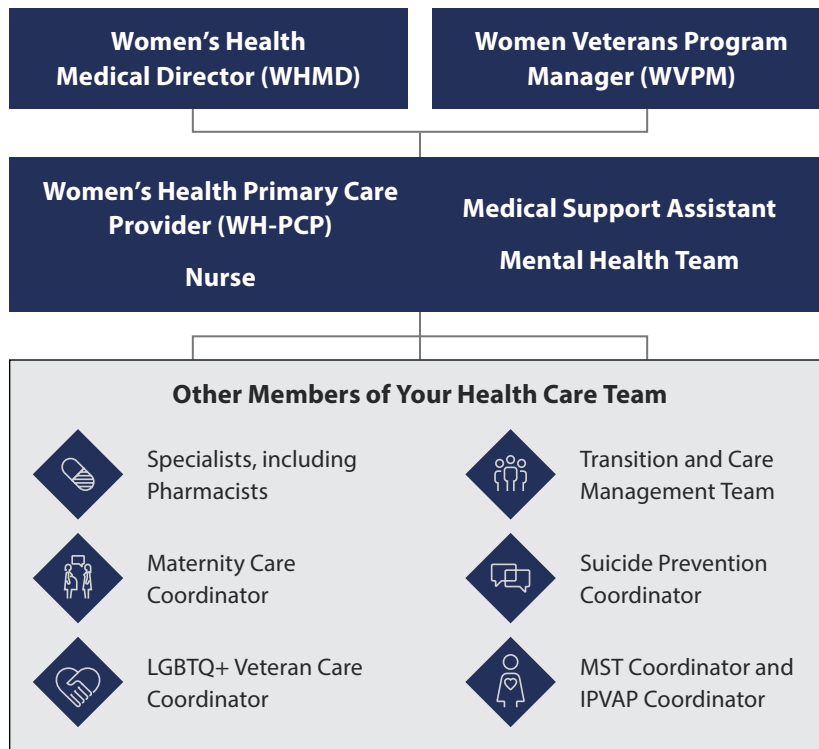 Women’s Health
Medical Director (WHMD)
Women Veterans Program
Manager (WVPM)
Women’s Health Primary Care
Provider (WH-PCP)
Nurse
Medical Support Assistant
Mental Health Team
Other Members of Your Health Care Team
Specialists, including
Pharmacists
Transition and Care
Management Team
Maternity Care
Coordinator
Suicide Prevention
Coordinator
LGBTQ+ Veteran Care
Coordinator
MST Coordinator and
IPVAP Coordinator